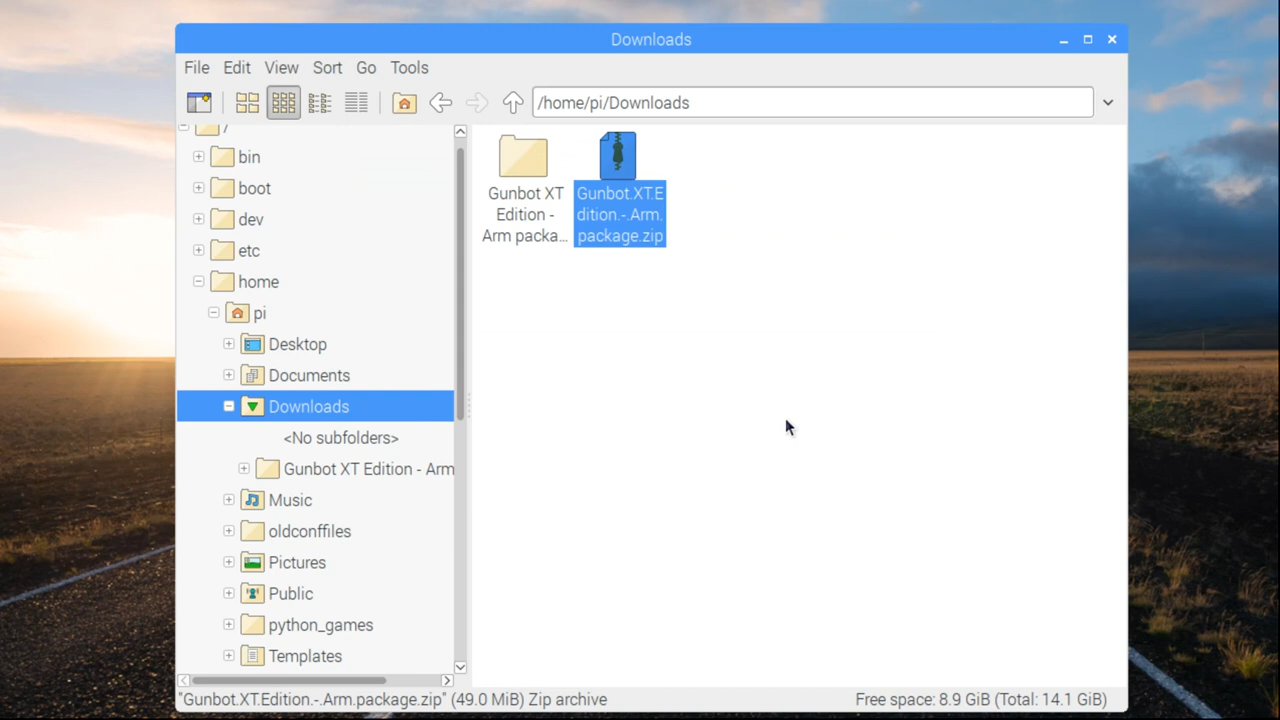 Downloads
File Edit View Sort Go Tools
/home/pi/Downloads
/
bin
boot
dev
etc
home
pi
Desktop
Documents
Downloads
<No subfolders>
Gunbot XT Edition - Arm
Music
oldconffiles
Pictures
Public
python_games
Templates
Gunbot XT
Edition -
Arm packa...
Gunbot.XT.E
dition.-.Arm.
package.zip
"Gunbot.XT.Edition.-.Arm.package.zip" (49.0 MiB) Zip archive
Free space: 8.9 GiB (Total: 14.1 GiB)